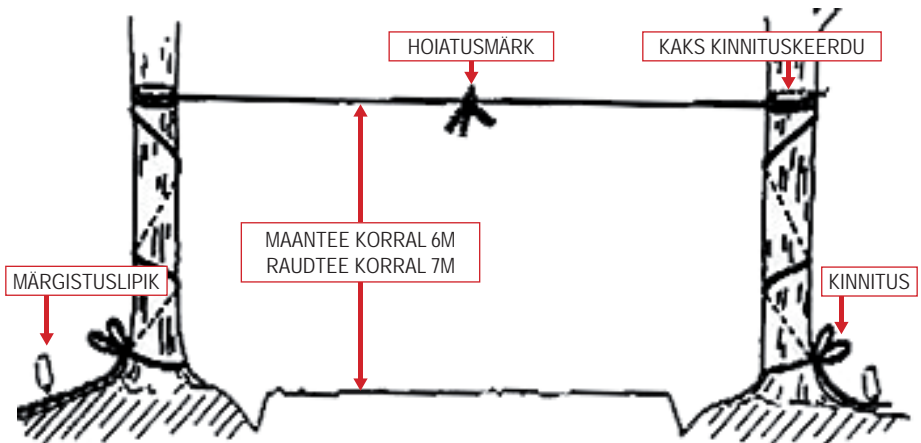 HOIATUSMÄRK
KAKS KINNITUSKEERDU
MAANTEE KORRAL 6M
RAUDTEE KORRAL 7M
MÄRGISTUSLIPIK
KINNITUS